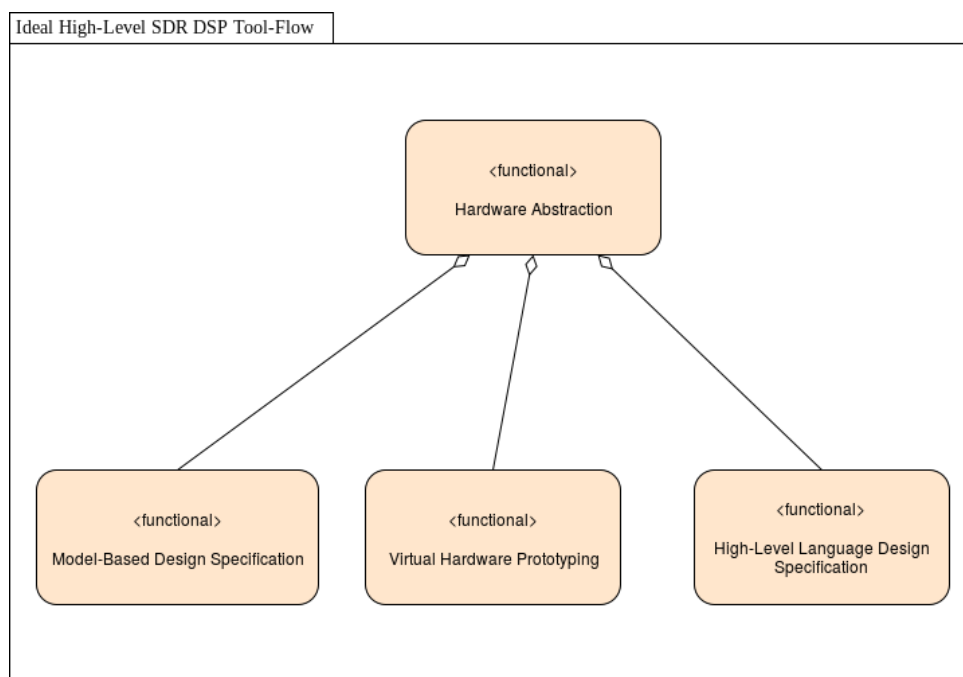 Ideal High-Level SDR DSP Tool-Flow
<functional>
Hardware Abstraction
<functional>
Model-Based Design Specification
<functional>
Virtual Hardware Prototyping
<functional>
High-Level Language Design
Specification